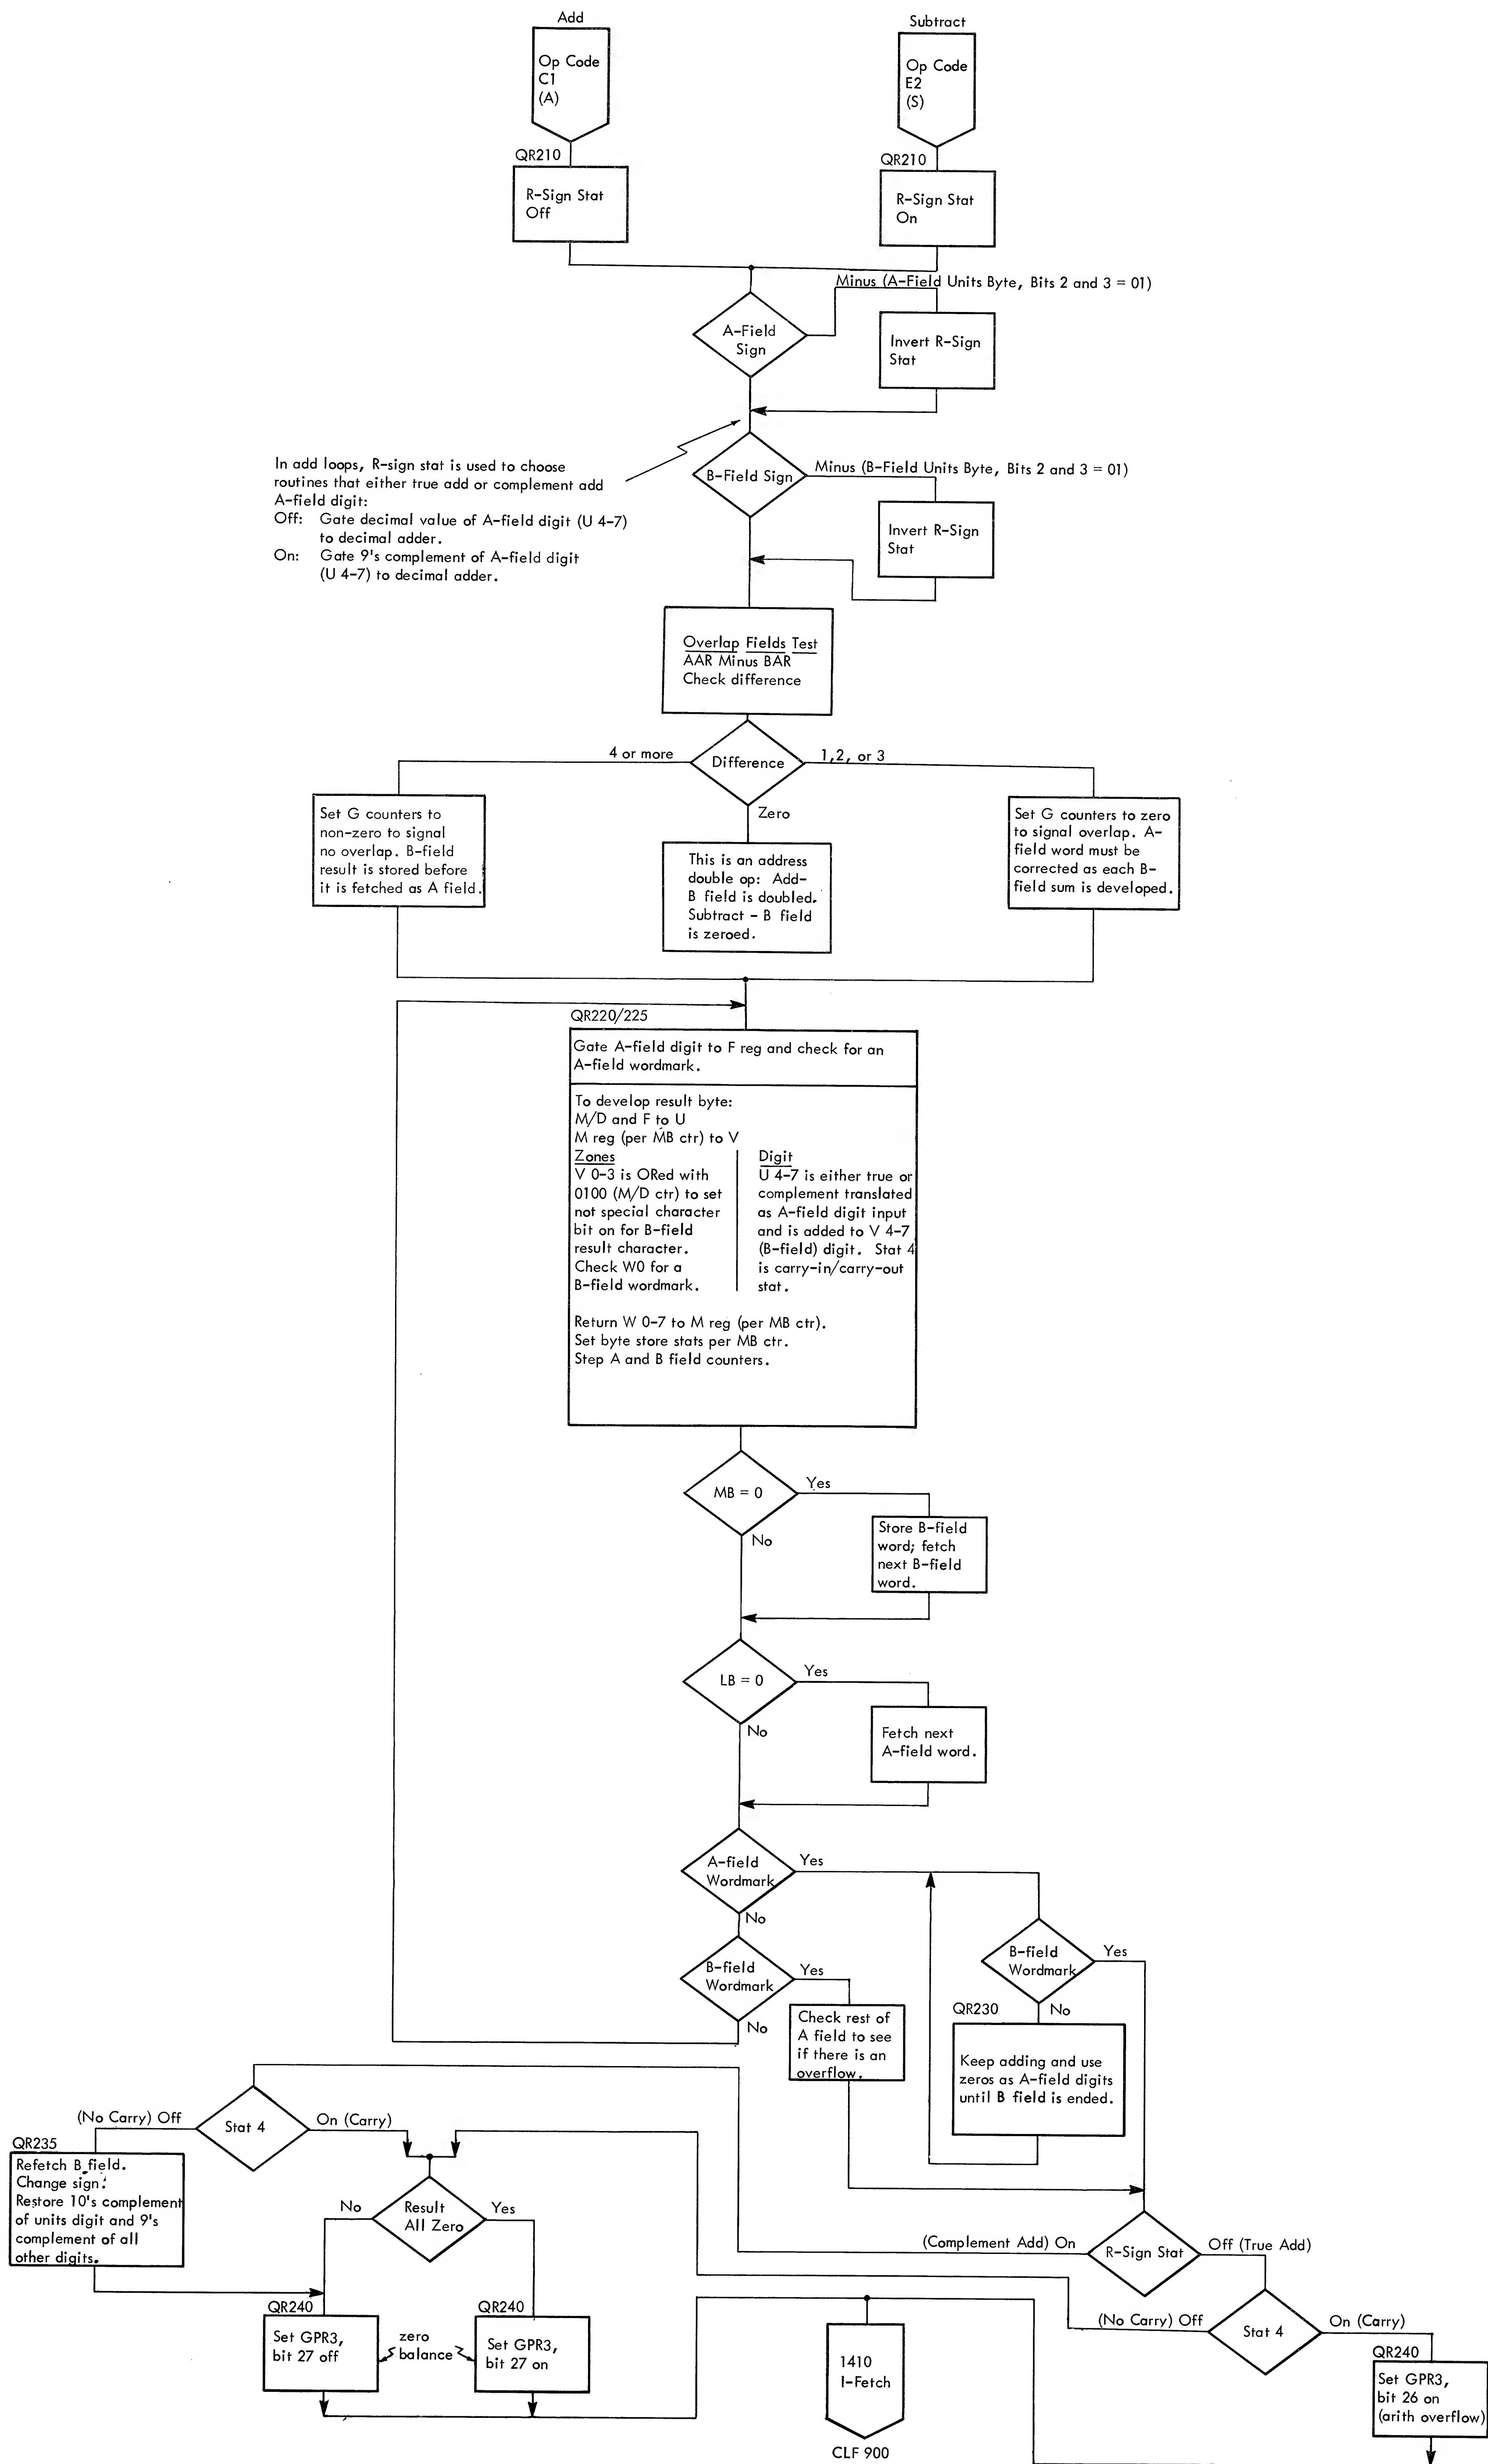 Add
Subtract
Op Code
C1
(A)
Op Code
E2
(S)
QR210
R-Sign Stat
Off
QR210
R-Sign Stat
On
Minus (A-Field Units Byte, Bits 2 and 3 = 01)
A-Field
Sign
Invert R-Sign
Stat
In add loops, R-sign stat is used to choose
routines that either true add or complement add
A-field digit:
Off: Gate decimal value of A-field digit (U 4-7)
to decimal adder.
On: Gate 9's complement of A-field digit
(U 4-7) to decimal adder.
B-Field Sign
Minus (B-Field Units Byte, Bits 2 and 3 = 01)
Invert R-Sign
Stat
Overlap Fields Test
AAR Minus BAR
Check difference
4 or more
Difference
1,2, or 3
Zero
Set G counters to
non-zero to signal
no overlap. B-field
result is stored before
it is fetched as A field.
This is an address
double op: Add-
B field is doubled.
Subtract - B field
is zeroed.
Set G counters to zero
to signal overlap. A-
field word must be
corrected as each B-
field sum is developed.
QR220/225
Gate A-field digit to F reg and check for an
A-field wordmark.
To develop result byte:
M/D and F to U
M reg (per MB ctr) to V
Zones
V 0-3 is ORed with
0100 (M/D ctr) to set
not special character
bit on for B-field
result character.
Check W0 for a
B-field wordmark.
Digit
U 4-7 is either true or
complement translated
as A-field digit input
and is added to V 4-7
(B-field) digit. Stat 4
is carry-in/carry-out
stat.
Return W 0-7 to M reg (per MB ctr).
Set byte store stats per MB ctr.
Step A and B field counters.
MB = 0
Yes
No
Store B-field
word; fetch
next B-field
word.
LB = 0
Yes
No
Fetch next
A-field word.
A-field
Wordmark
Yes
No
B-field
Wordmark
Yes
No
B-field
Wordmark
Yes
No
Check rest of
A field to see
if there is an
overflow.
QR230
Keep adding and use
zeros as A-field digits
until B field is ended.
(No Carry) Off
Stat 4
On (Carry)
QR235
Refetch B field.
Change sign.
Restore 10's complement
of units digit and 9's
complement of all
other digits.
No
Result
All Zero
Yes
(Complement Add) On
R-Sign Stat
Off (True Add)
(No Carry) Off
Stat 4
On (Carry)
QR240
Set GPR3,
bit 27 off
zero
balance
QR240
Set GPR3,
bit 27 on
1410
I-Fetch
CLF 900
QR240
Set GPR3,
bit 26 on
(arith overflow)